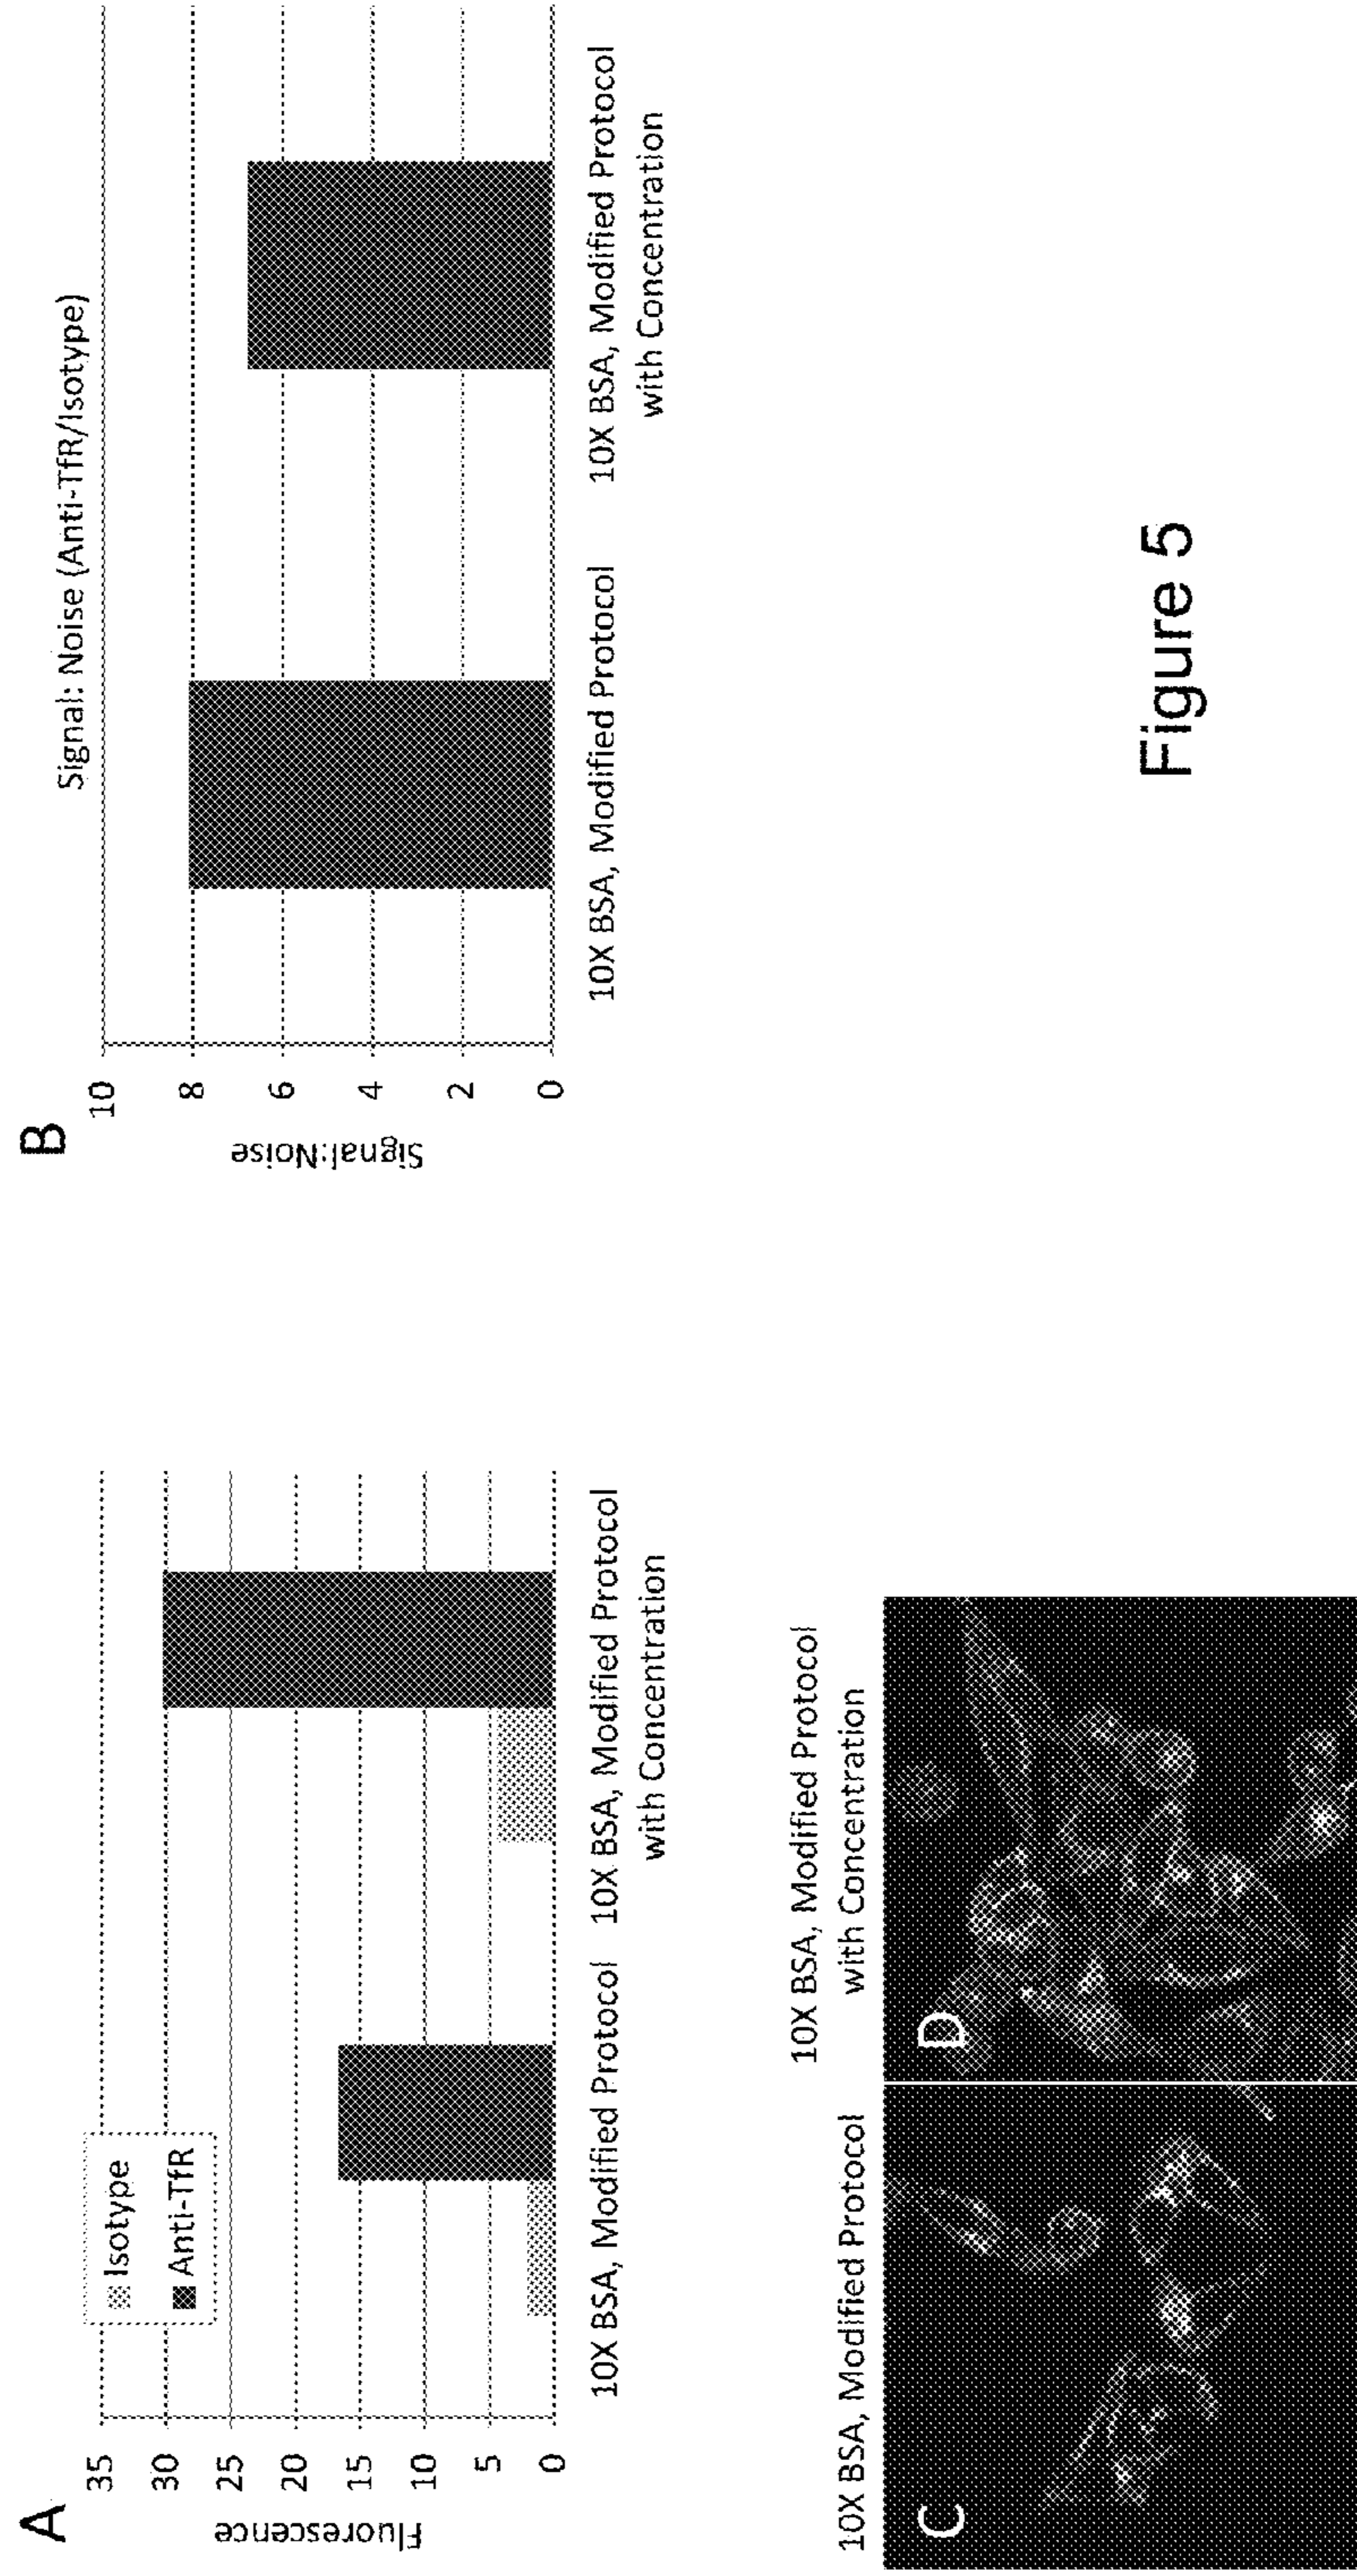 A
35
30
25
20
15
10
5
0
Fluorescence
Isotype
Anti-TfR
10X BSA, Modified Protocol
10X BSA, Modified Protocol
with Concentration
B
Signal: Noise (Anti-TfR/Isotype)
10
8
6
4
2
0
Signal:Noise
10X BSA, Modified Protocol
10X BSA, Modified Protocol
with Concentration
10X BSA, Modified Protocol
C
10X BSA, Modified Protocol
with Concentration
D
Figure 5